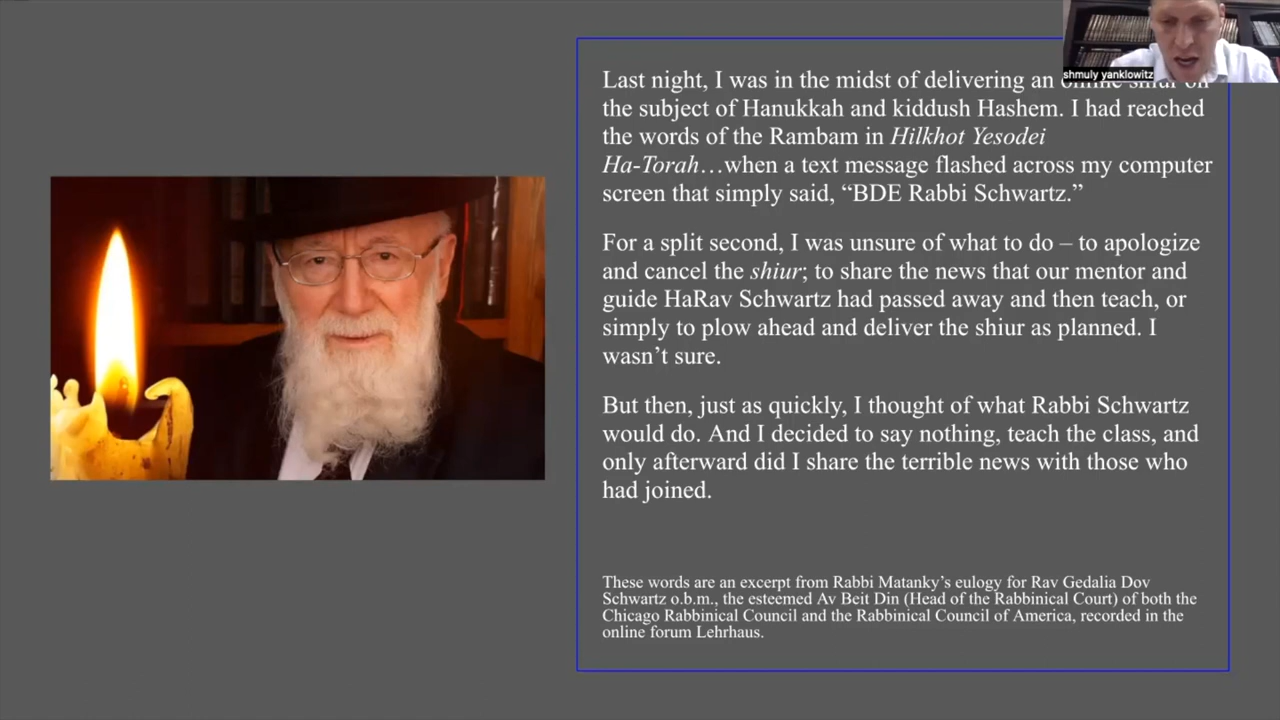 shmuly yanklowitz
Last night, I was in the midst of delivering an online shiur on
the subject of Hanukkah and kiddush Hashem. I had reached
the words of the Rambam in Hilkhot Yesodei
Ha-Torah…when a text message flashed across my computer
screen that simply said, “BDE Rabbi Schwartz.”
For a split second, I was unsure of what to do – to apologize
and cancel the shiur; to share the news that our mentor and
guide HaRav Schwartz had passed away and then teach, or
simply to plow ahead and deliver the shiur as planned. I
wasn’t sure.
But then, just as quickly, I thought of what Rabbi Schwartz
would do. And I decided to say nothing, teach the class, and
only afterward did I share the terrible news with those who
had joined.
These words are an excerpt from Rabbi Matanky’s eulogy for Rav Gedalia Dov
Schwartz o.b.m., the esteemed Av Beit Din (Head of the Rabbinical Court) of both the
Chicago Rabbinical Council and the Rabbinical Council of America, recorded in the
online forum Lehrhaus.